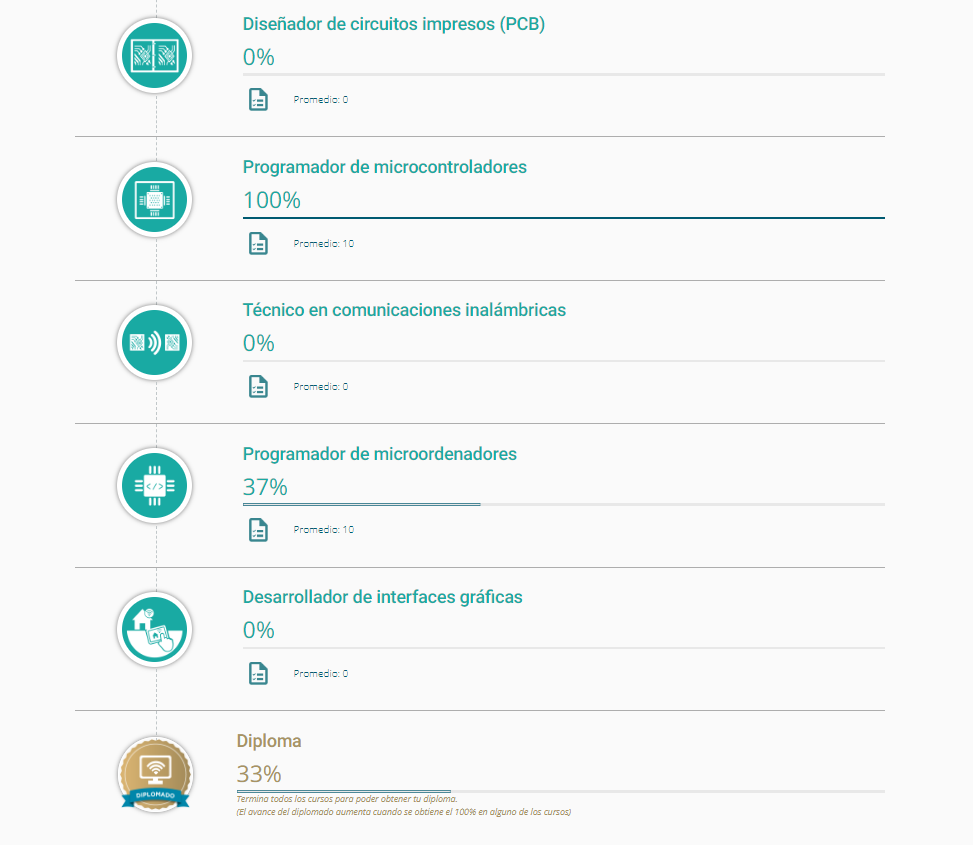 Diseñador de circuitos impresos (PCB)
0%
Promedio: 0
Programador de microcontroladores
100%
Promedio: 10
Técnico en comunicaciones inalámbricas
0%
Promedio: 0
Programador de microordenadores
</>
37%
Promedio: 10
Desarrollador de interfaces gráficas
0%
Promedio: 0
Diploma
33%
DIPLOMADO
Termina todos los cursos para poder obtener tu diploma.
(El avance del diplomado aumenta cuando se obtiene el 100% en alguno de los cursos)